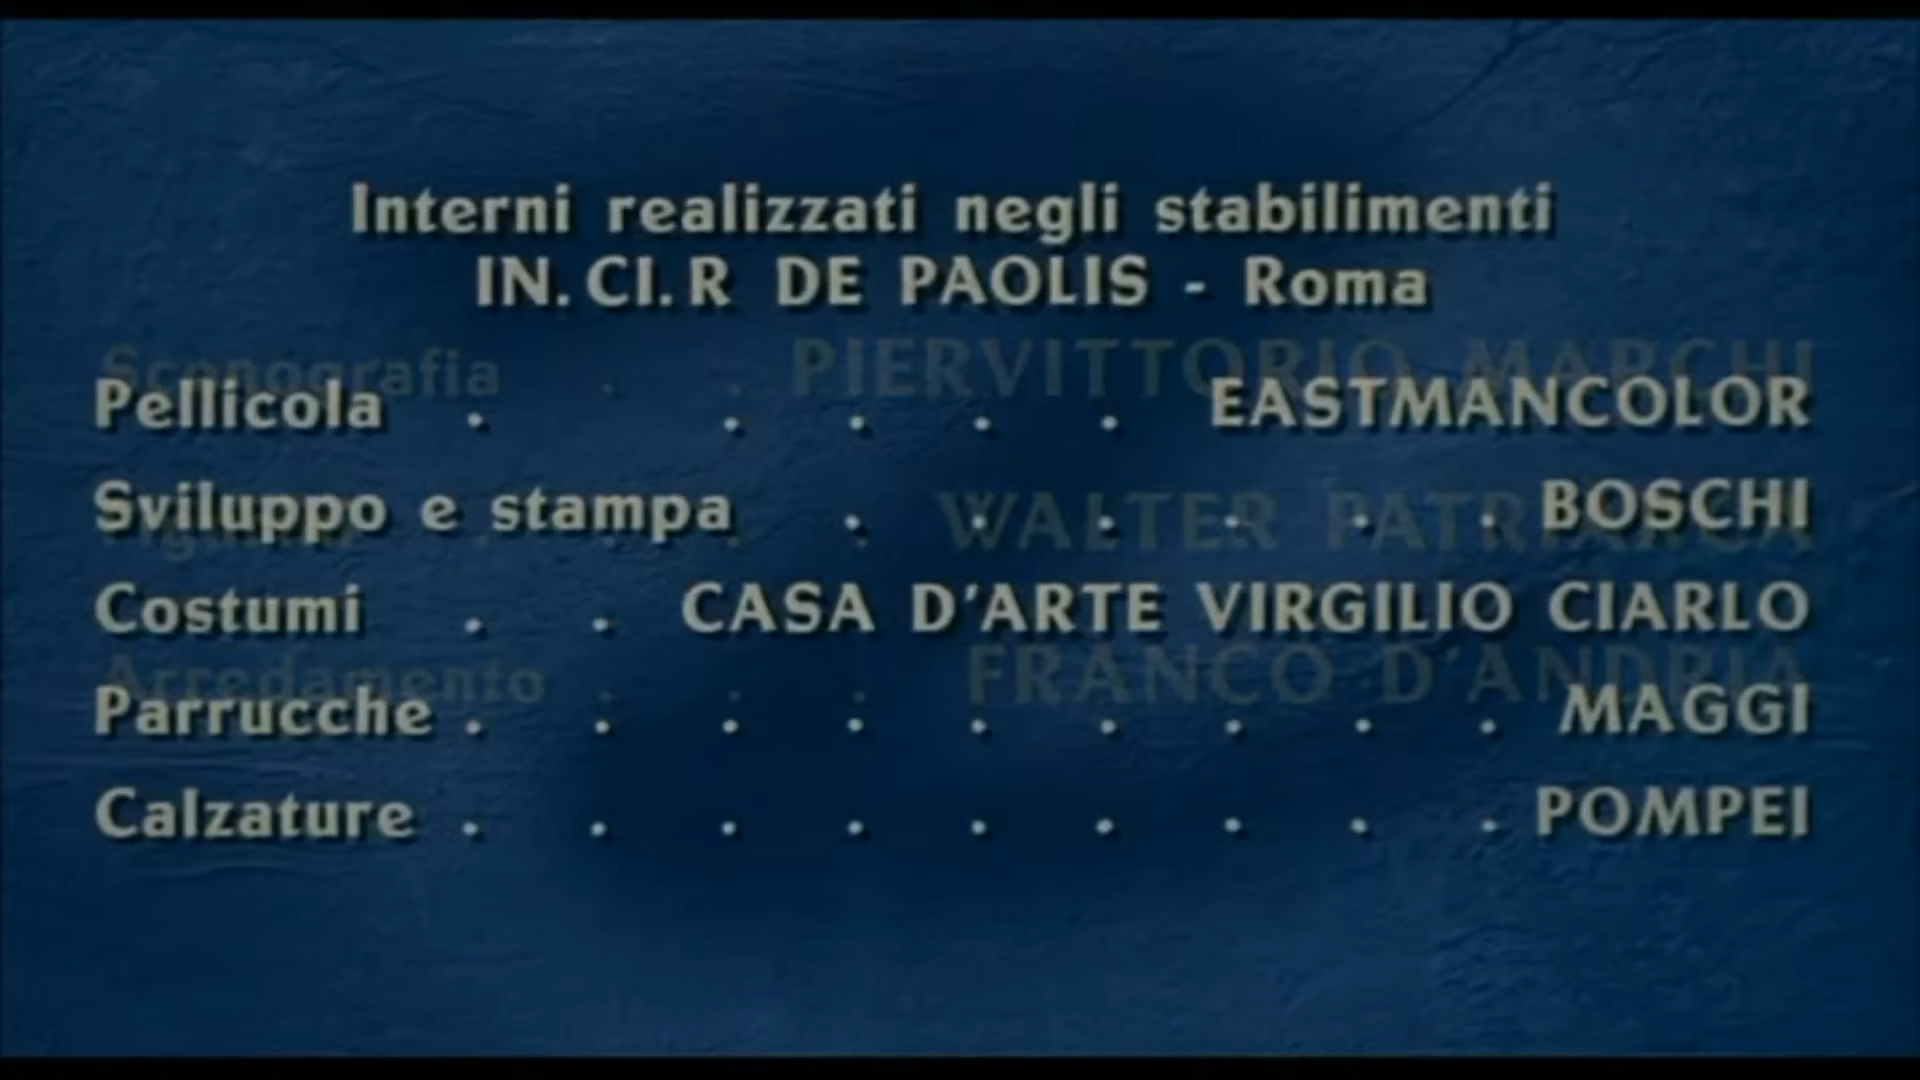 Interni realizzati negli stabilimenti
IN. CI. R DE PAOLIS - Roma
Scenografia . . PIERVITTORIO MARCHI
Pellicola . . . . . EASTMANCOLOR
Sviluppo e stampa . . . . . . BOSCHI
WALTER PATRIARCA
Costumi . . CASA D'ARTE VIRGILIO CIARLO
Arredamento . . . FRANCO D'ANDRIA
Parrucche . . . . . . . . . MAGGI
Calzature . . . . . . . . . POMPEI